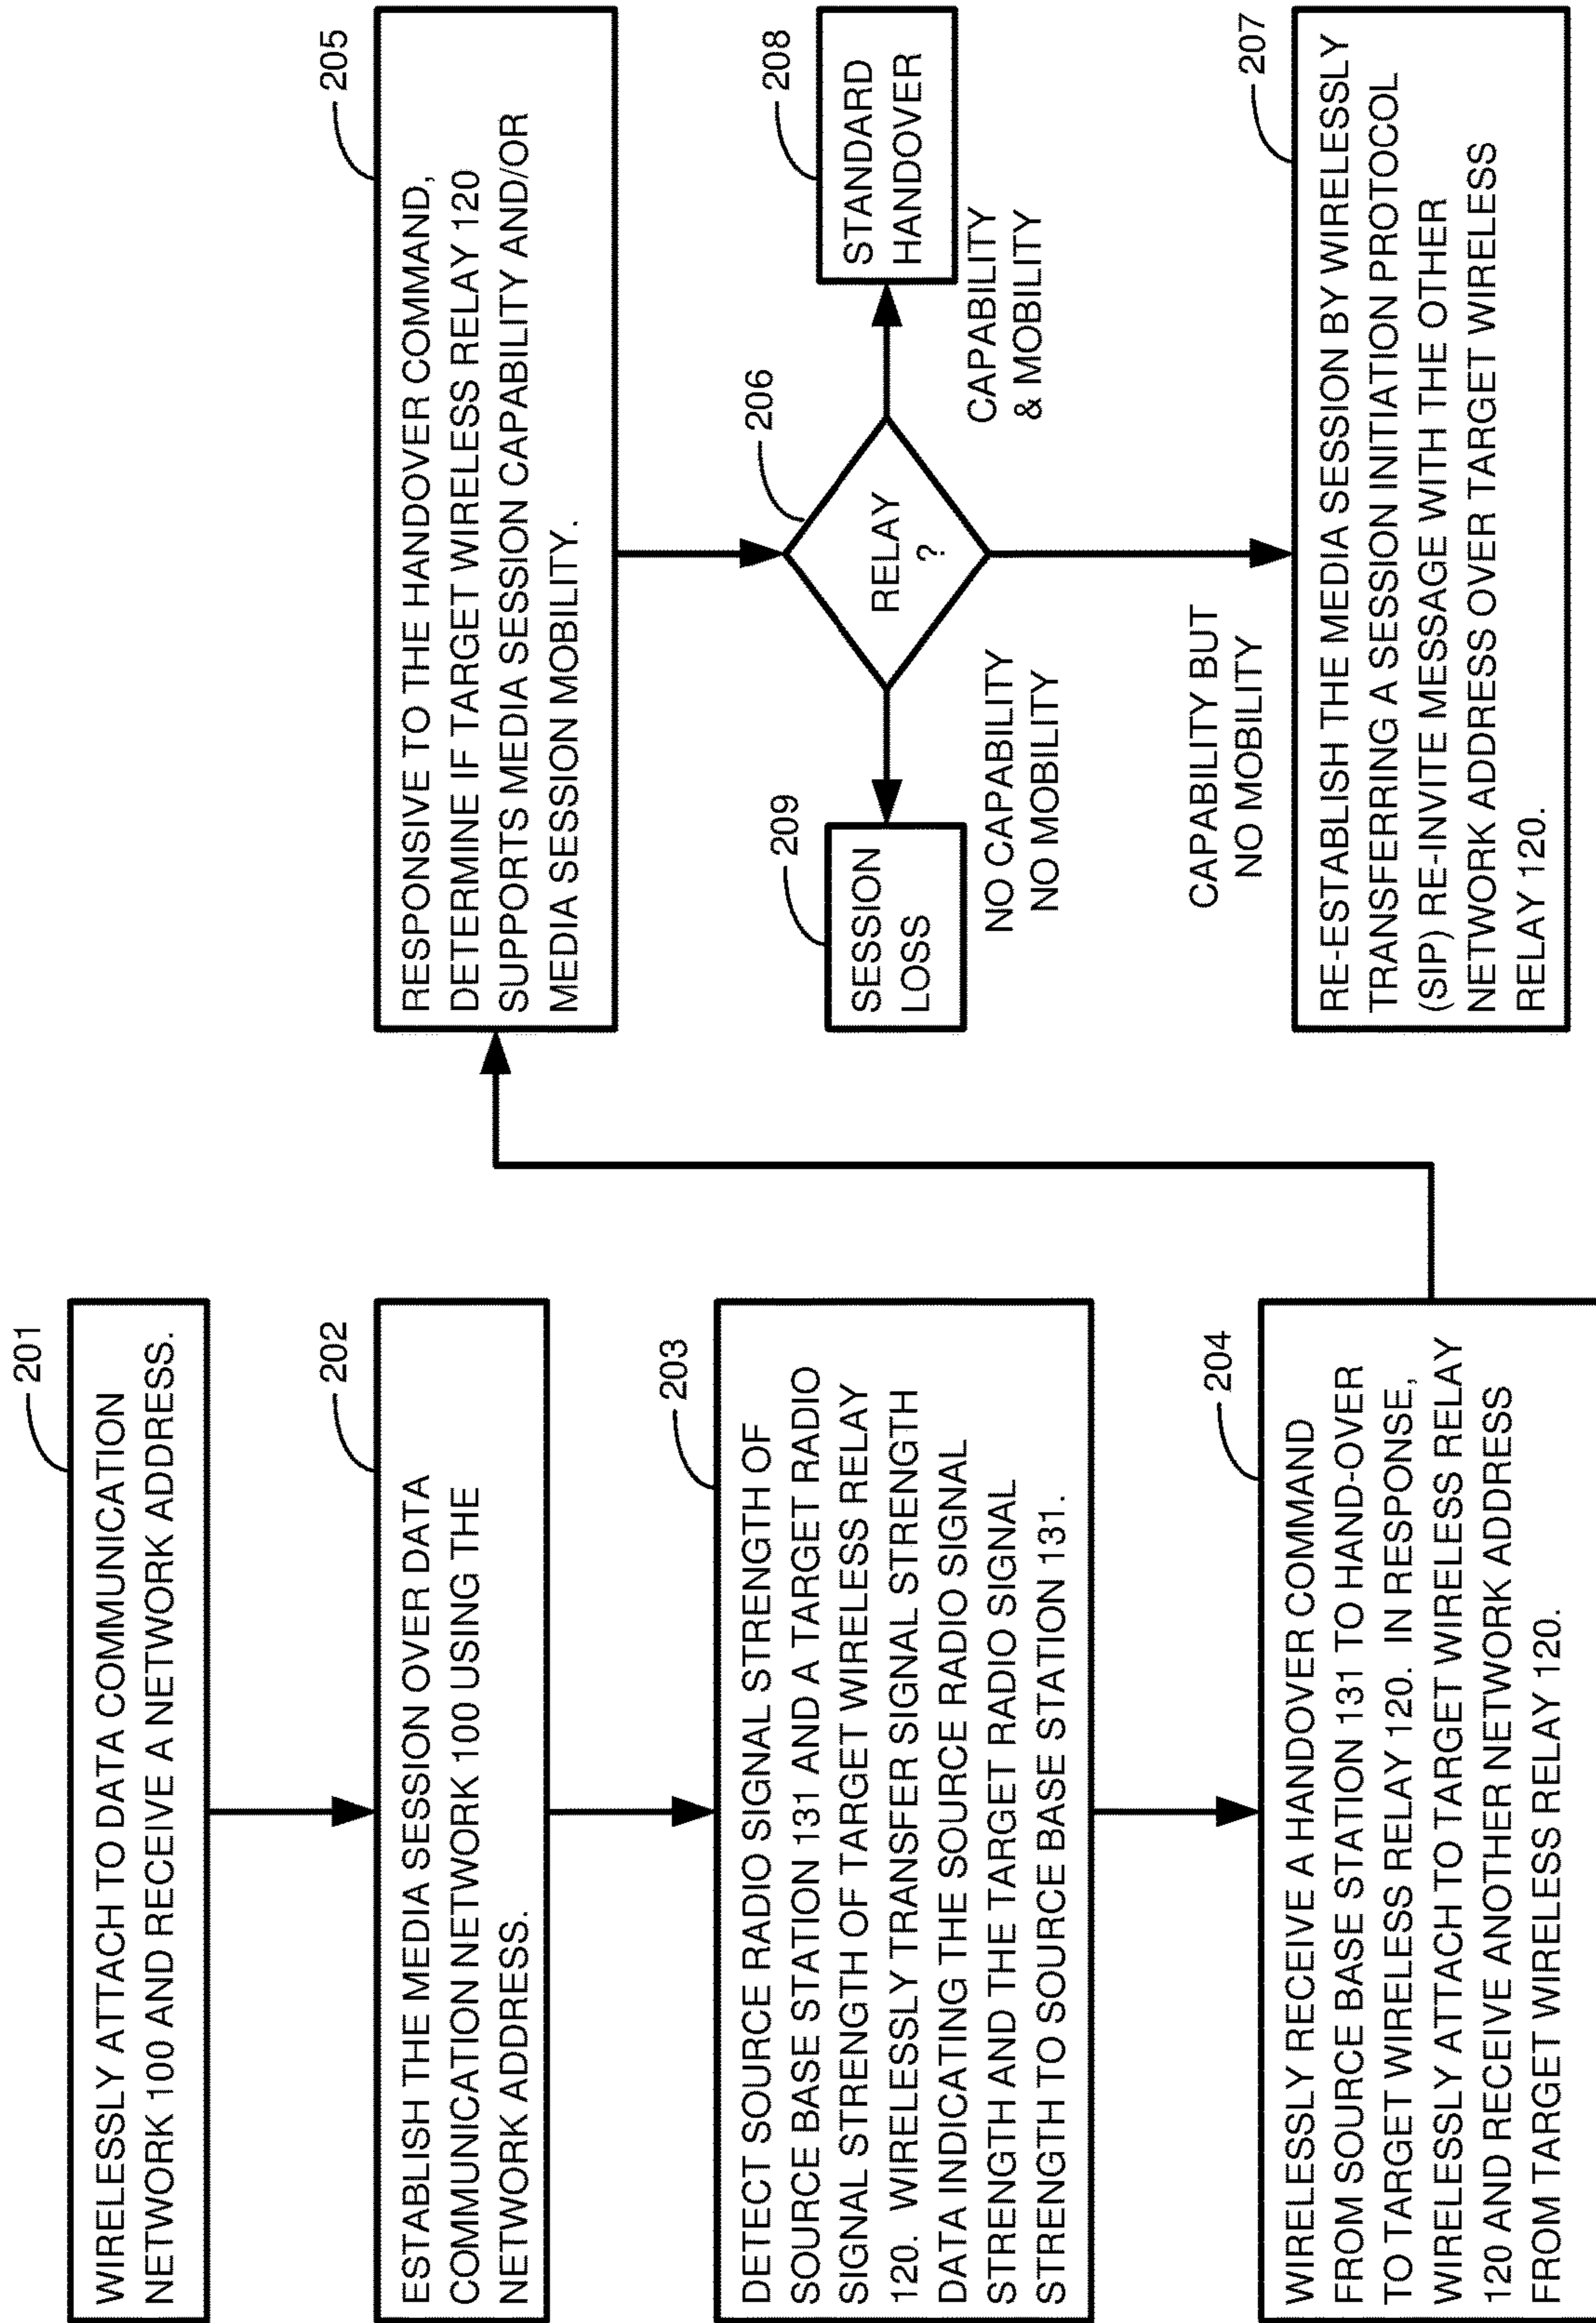 201
WIRELESSLY ATTACH TO DATA COMMUNICATION
NETWORK 100 AND RECEIVE A NETWORK ADDRESS.
202
ESTABLISH THE MEDIA SESSION OVER DATA
COMMUNICATION NETWORK 100 USING THE
NETWORK ADDRESS.
203
DETECT SOURCE RADIO SIGNAL STRENGTH OF
SOURCE BASE STATION 131 AND A TARGET RADIO
SIGNAL STRENGTH OF TARGET WIRELESS RELAY
120. WIRELESSLY TRANSFER SIGNAL STRENGTH
DATA INDICATING THE SOURCE RADIO SIGNAL
STRENGTH AND THE TARGET RADIO SIGNAL
STRENGTH TO SOURCE BASE STATION 131.
204
WIRELESSLY RECEIVE A HANDOVER COMMAND
FROM SOURCE BASE STATION 131 TO HAND-OVER
TO TARGET WIRELESS RELAY 120. IN RESPONSE,
WIRELESSLY ATTACH TO TARGET WIRELESS RELAY
120 AND RECEIVE ANOTHER NETWORK ADDRESS
FROM TARGET WIRELESS RELAY 120.
205
RESPONSIVE TO THE HANDOVER COMMAND,
DETERMINE IF TARGET WIRELESS RELAY 120
SUPPORTS MEDIA SESSION CAPABILITY AND/OR
MEDIA SESSION MOBILITY.
206
RELAY
?
209
SESSION
LOSS
NO CAPABILITY
NO MOBILITY
208
STANDARD
HANDOVER
CAPABILITY
& MOBILITY
CAPABILITY BUT
NO MOBILITY
207
RE-ESTABLISH THE MEDIA SESSION BY WIRELESSLY
TRANSFERRING A SESSION INITIATION PROTOCOL
(SIP) RE-INVITE MESSAGE WITH THE OTHER
NETWORK ADDRESS OVER TARGET WIRELESS
RELAY 120.